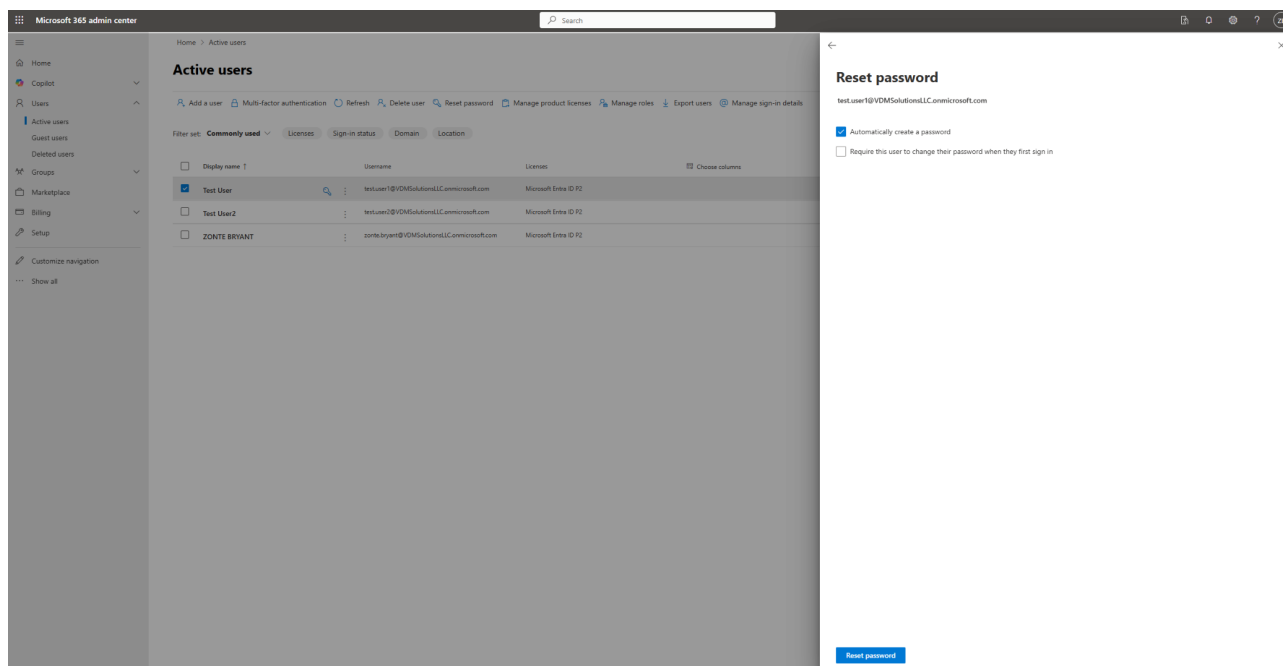 Microsoft 365 admin center
Search
Home > Active users
Home
Copilot
Users
Active users
Guest users
Deleted users
Groups
Marketplace
Billing
Setup
Customize navigation
Show all
Active users
Add a user Multi-factor authentication Refresh Delete user Reset password Manage product licenses Manage roles Export users Manage sign-in details
Filter set: Commonly used Licenses Sign-in status Domain Location
Display name ↑ Username Licenses Choose columns
Test User test.user1@VDMSolutionsLLC.onmicrosoft.com Microsoft Entra ID P2
Test User2 test.user2@VDMSolutionsLLC.onmicrosoft.com Microsoft Entra ID P2
ZONTE BRYANT zonte.bryant@VDMSolutionsLLC.onmicrosoft.com Microsoft Entra ID P2
Reset password
test.user1@VDMSolutionsLLC.onmicrosoft.com
Automatically create a password
Require this user to change their password when they first sign in
Reset password